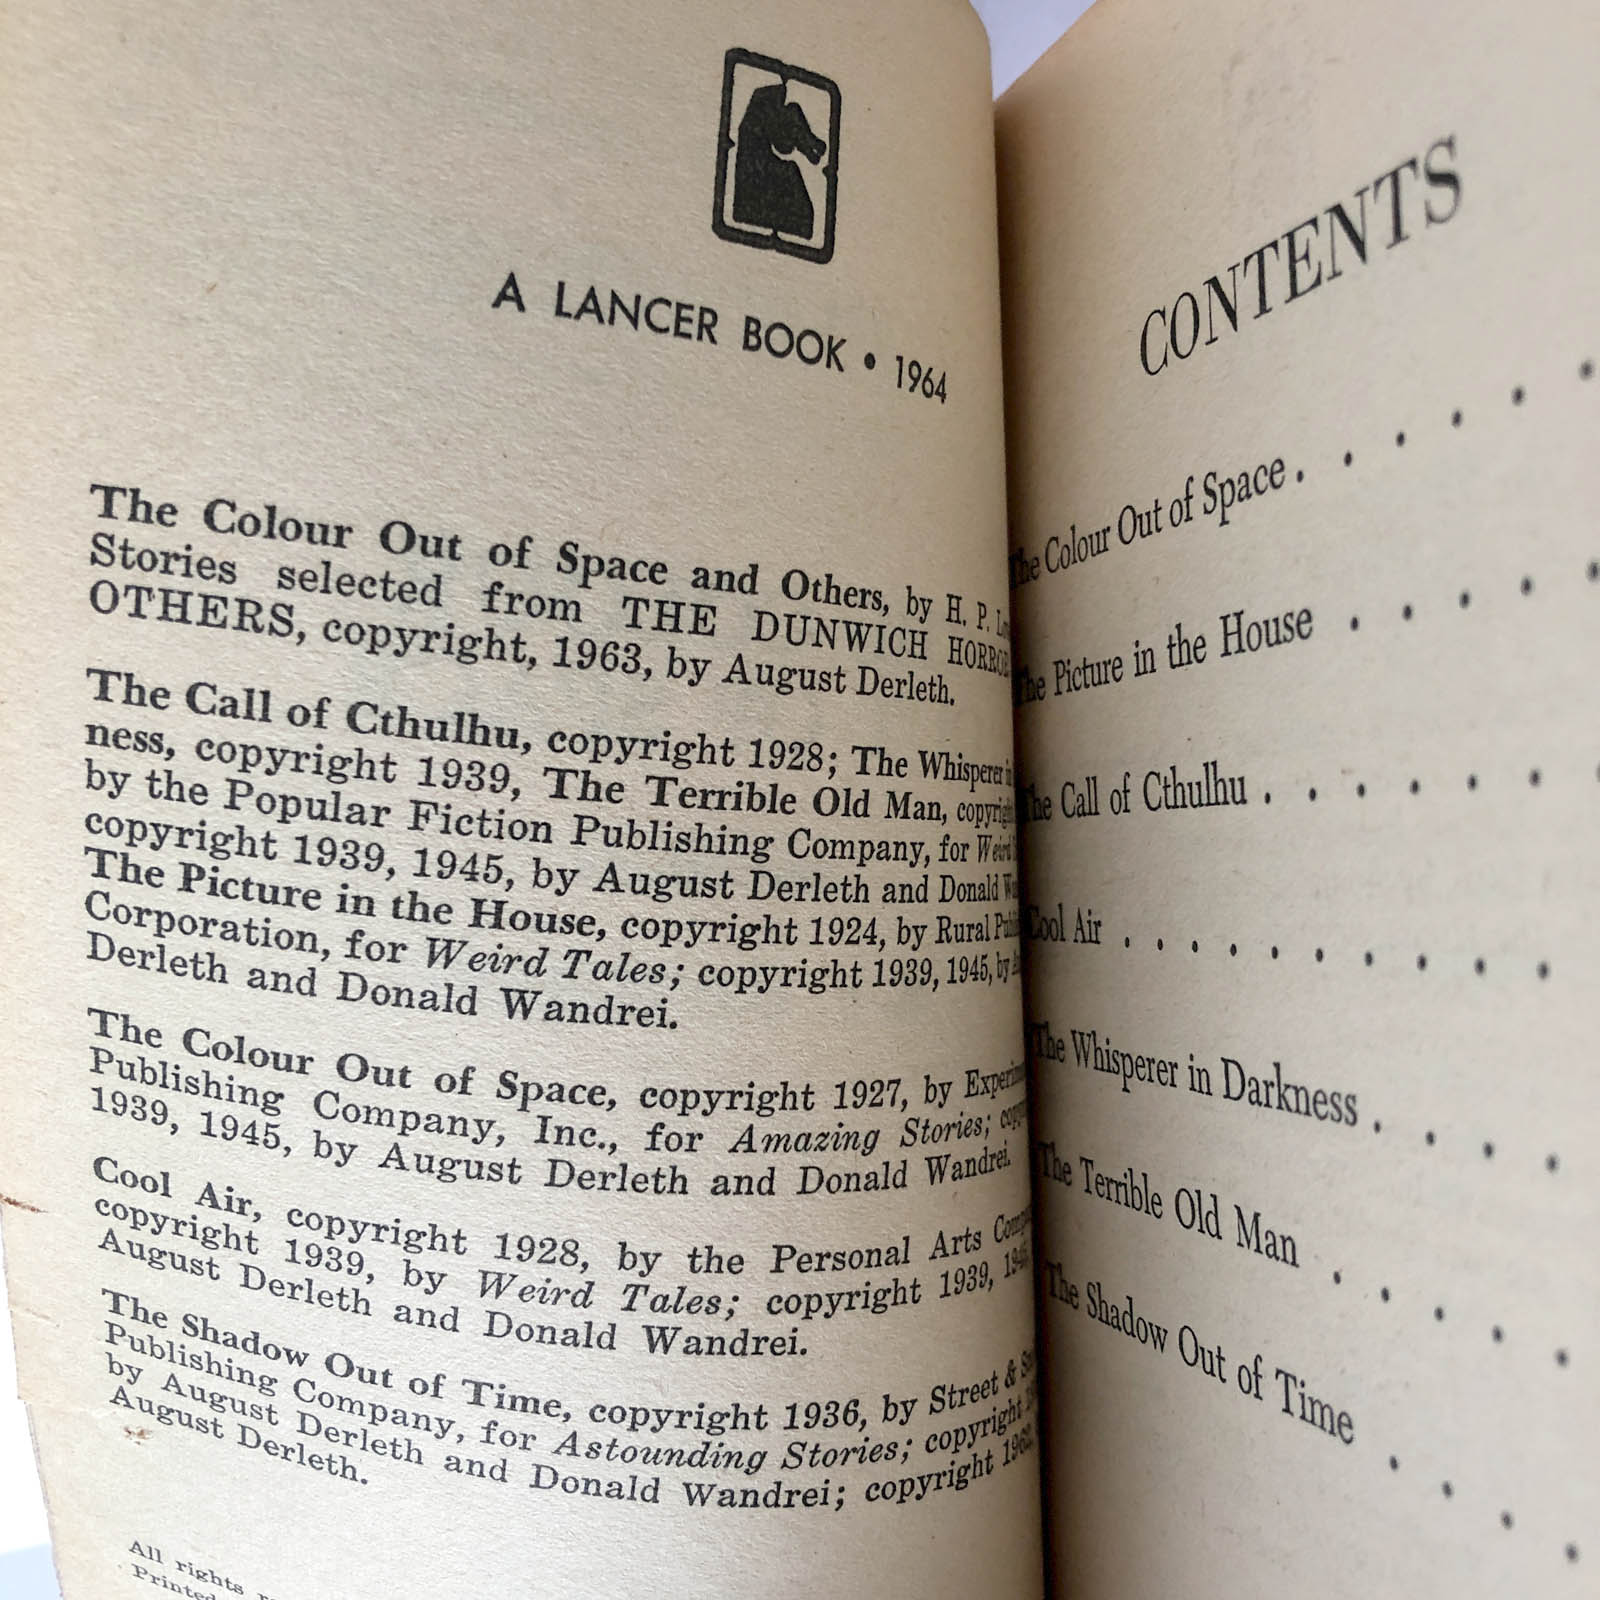 A LANCER BOOK • 1964
The Colour Out of Space and Others, by H. P.
Stories selected from THE DUNWICH HORROR
OTHERS, copyright, 1963, by August Derleth.
The Call of Cthulhu, copyright 1928; The Whisperer in
ness, copyright 1939, The Terrible Old Man,
by the Popular Fiction Publishing Company, for Weird
copyright 1939, 1945, by August Derleth and Donald
The Picture in the House, copyright 1924, by Rural
Corporation, for Weird Tales; copyright 1939, 1945, by
Derleth and Donald Wandrei.
The Colour Out of Space, copyright 1927, by
Publishing Company, Inc., for Amazing Stories;
1939, 1945, by August Derleth and Donald Wandrei.
Cool Air, copyright 1928, by the Personal Arts
copyright 1939, by Weird Tales; copyright 1939,
August Derleth and Donald Wandrei.
The Shadow Out of Time, copyright 1936, by Street &
Publishing Company, for Astounding Stories; copyright
by August Derleth and Donald Wandrei; copyright
August Derleth.
All rights
Printed
CONTENTS
The Colour Out of Space . . . . . .
The Picture in the House . . . . .
The Call of Cthulhu . . . . . . .
Cool Air . . . . . . . . . .
The Whisperer in Darkness . . . .
The Terrible Old Man . . . . .
The Shadow Out of Time . . . .